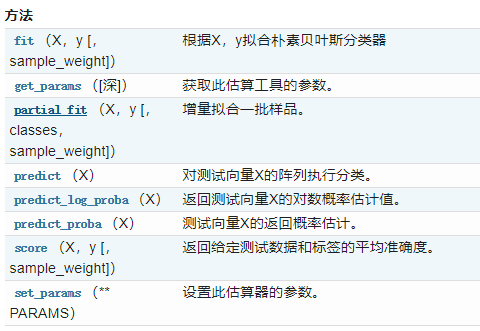 方法
fit （X，y [，
sample_weight]） 根据X，y拟合朴素贝叶斯分类器
get_params （[深]） 获取此估算工具的参数。
partial_fit （X，y [，
classes，
sample_weight]） 增量拟合一批样品。
predict （X） 对测试向量X的阵列执行分类。
predict_log_proba （X） 返回测试向量X的对数概率估计值。
predict_proba （X） 测试向量X的返回概率估计。
score （X，y [，
sample_weight]） 返回给定测试数据和标签的平均准确度。
set_params （**
PARAMS） 设置此估算器的参数。